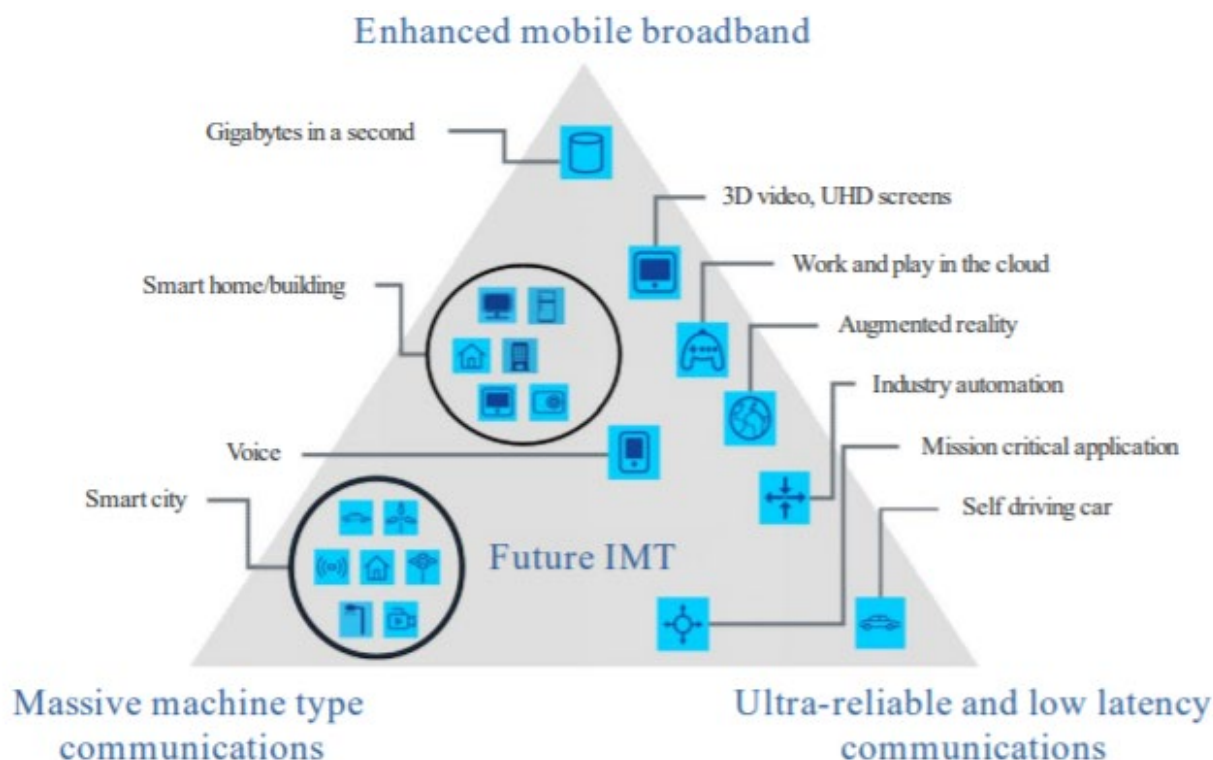 Enhanced mobile broadband
Gigabytes in a second
3D video, UHD screens
Work and play in the cloud
Smart home/building
Augmented reality
Industry automation
Mission critical application
Voice
Smart city
Self driving car
Future IMT
Massive machine type
communications
Ultra-reliable and low latency
communications